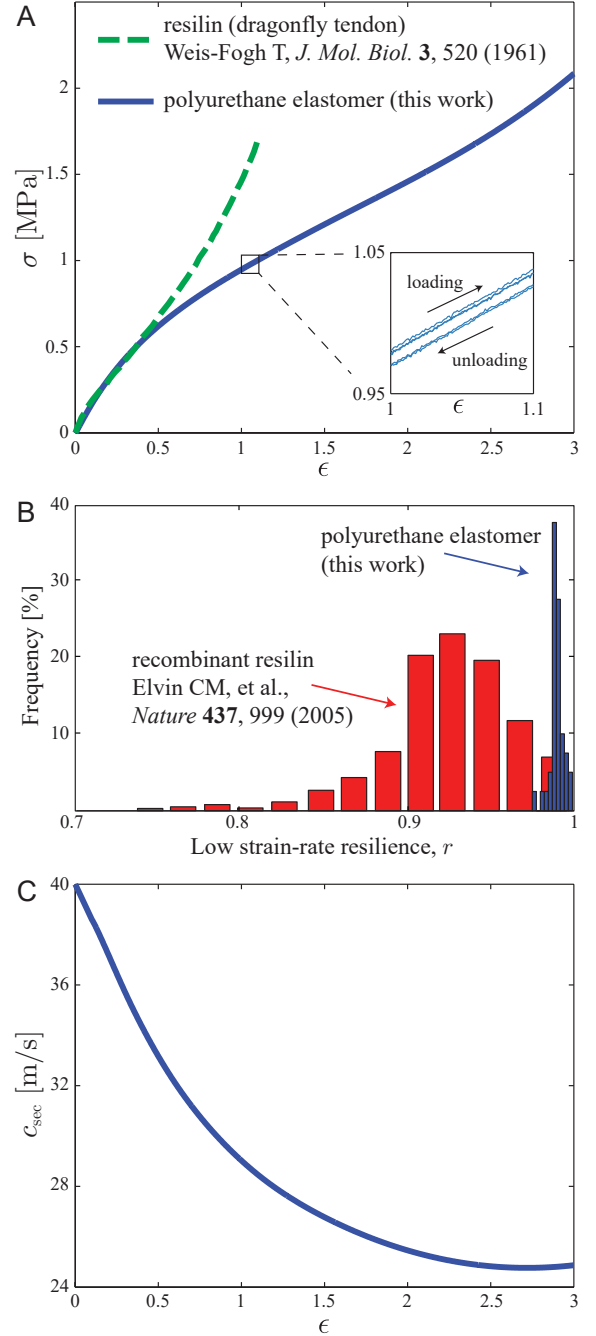 A
resilin (dragonfly tendon)
Weis-Fogh T, J. Mol. Biol. 3, 520 (1961)
polyurethane elastomer (this work)
2
1.5
1
0.5
0
σ [MPa]
1.05
loading
unloading
0.95
1
ϵ
1.1
0
0.5
1
1.5
2
2.5
3
ϵ
B
40
30
20
10
Frequency [%]
polyurethane elastomer
(this work)
recombinant resilin
Elvin CM, et al.,
Nature 437, 999 (2005)
0.7
0.8
0.9
1
Low strain-rate resilience, r
C
40
36
32
28
24
c_sec [m/s]
0
0.5
1
1.5
2
2.5
3
ϵ